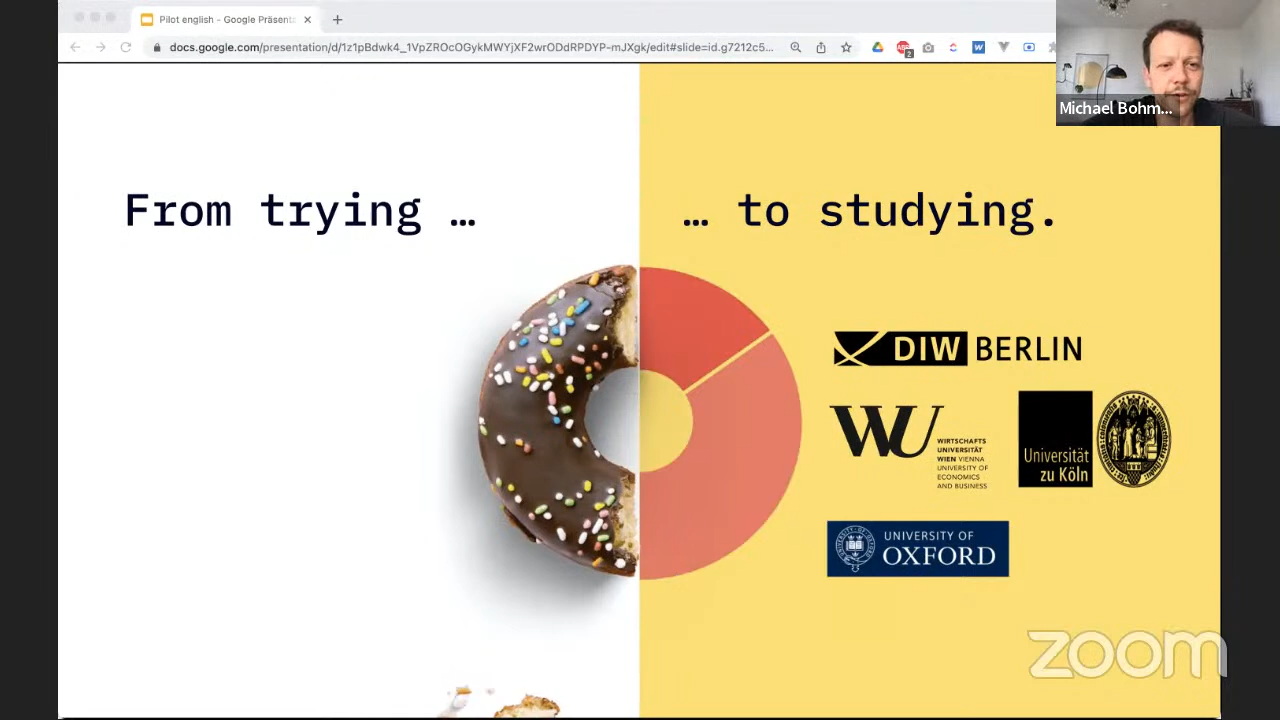 Pilot english - Google Präsenta
docs.google.com/presentation/d/1z1pBdwk4_1VpZROcOGykMWYjXF2wrODdRPDYP-mJXgk/edit#slide=id.g7212c5...
2
W
Michael Bohm...
From trying …
… to studying.
DIW BERLIN
WU
WIRTSCHAFTS
UNIVERSITÄT
WIEN VIENNA
UNIVERSITY OF
ECONOMICS
AND BUSINESS
Universität
zu Köln
UNIVERSITY OF
OXFORD
zoom